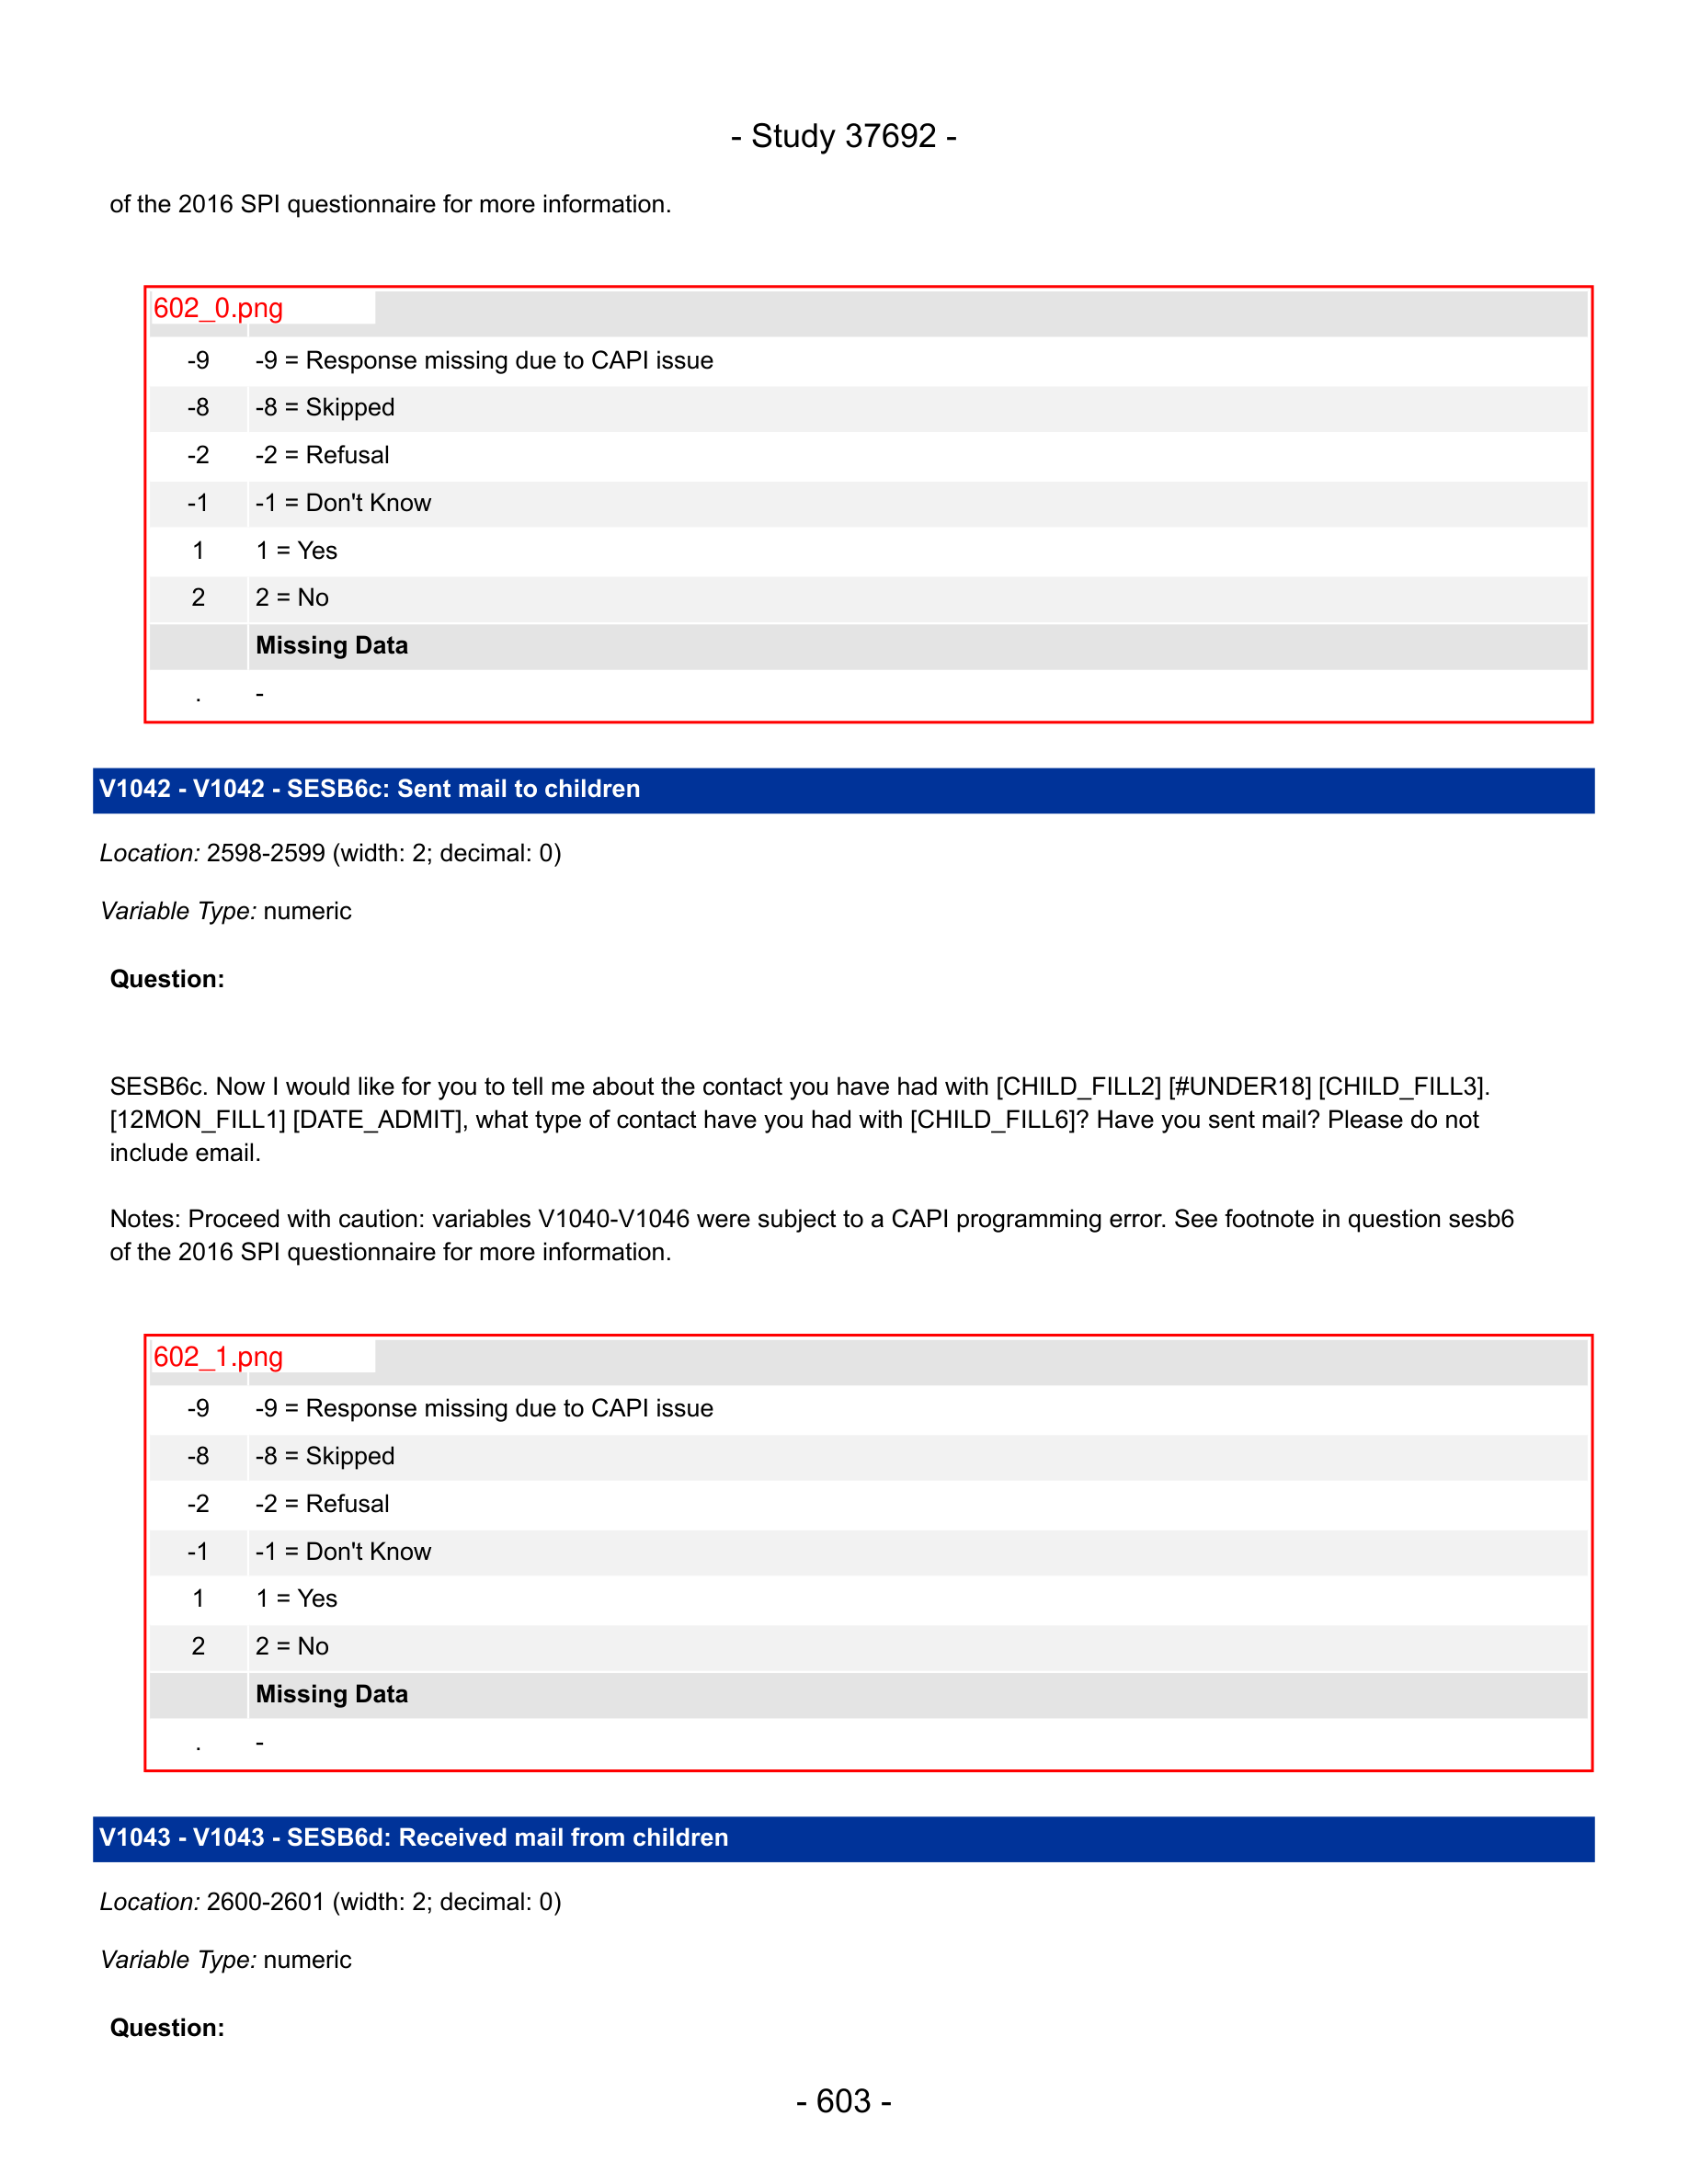 - Study 37692 -
of the 2016 SPI questionnaire for more information.
602_0.png
-9 -9 = Response missing due to CAPI issue
-8 -8 = Skipped
-2 -2 = Refusal
-1 -1 = Don't Know
1 1 = Yes
2 2 = No
Missing Data
. -
V1042 - V1042 - SESB6c: Sent mail to children
Location: 2598-2599 (width: 2; decimal: 0)
Variable Type: numeric
Question:
SESB6c. Now I would like for you to tell me about the contact you have had with [CHILD_FILL2] [#UNDER18] [CHILD_FILL3].
[12MON_FILL1] [DATE_ADMIT], what type of contact have you had with [CHILD_FILL6]? Have you sent mail? Please do not
include email.
Notes: Proceed with caution: variables V1040-V1046 were subject to a CAPI programming error. See footnote in question sesb6
of the 2016 SPI questionnaire for more information.
602_1.png
-9 -9 = Response missing due to CAPI issue
-8 -8 = Skipped
-2 -2 = Refusal
-1 -1 = Don't Know
1 1 = Yes
2 2 = No
Missing Data
. -
V1043 - V1043 - SESB6d: Received mail from children
Location: 2600-2601 (width: 2; decimal: 0)
Variable Type: numeric
Question:
- 603 -